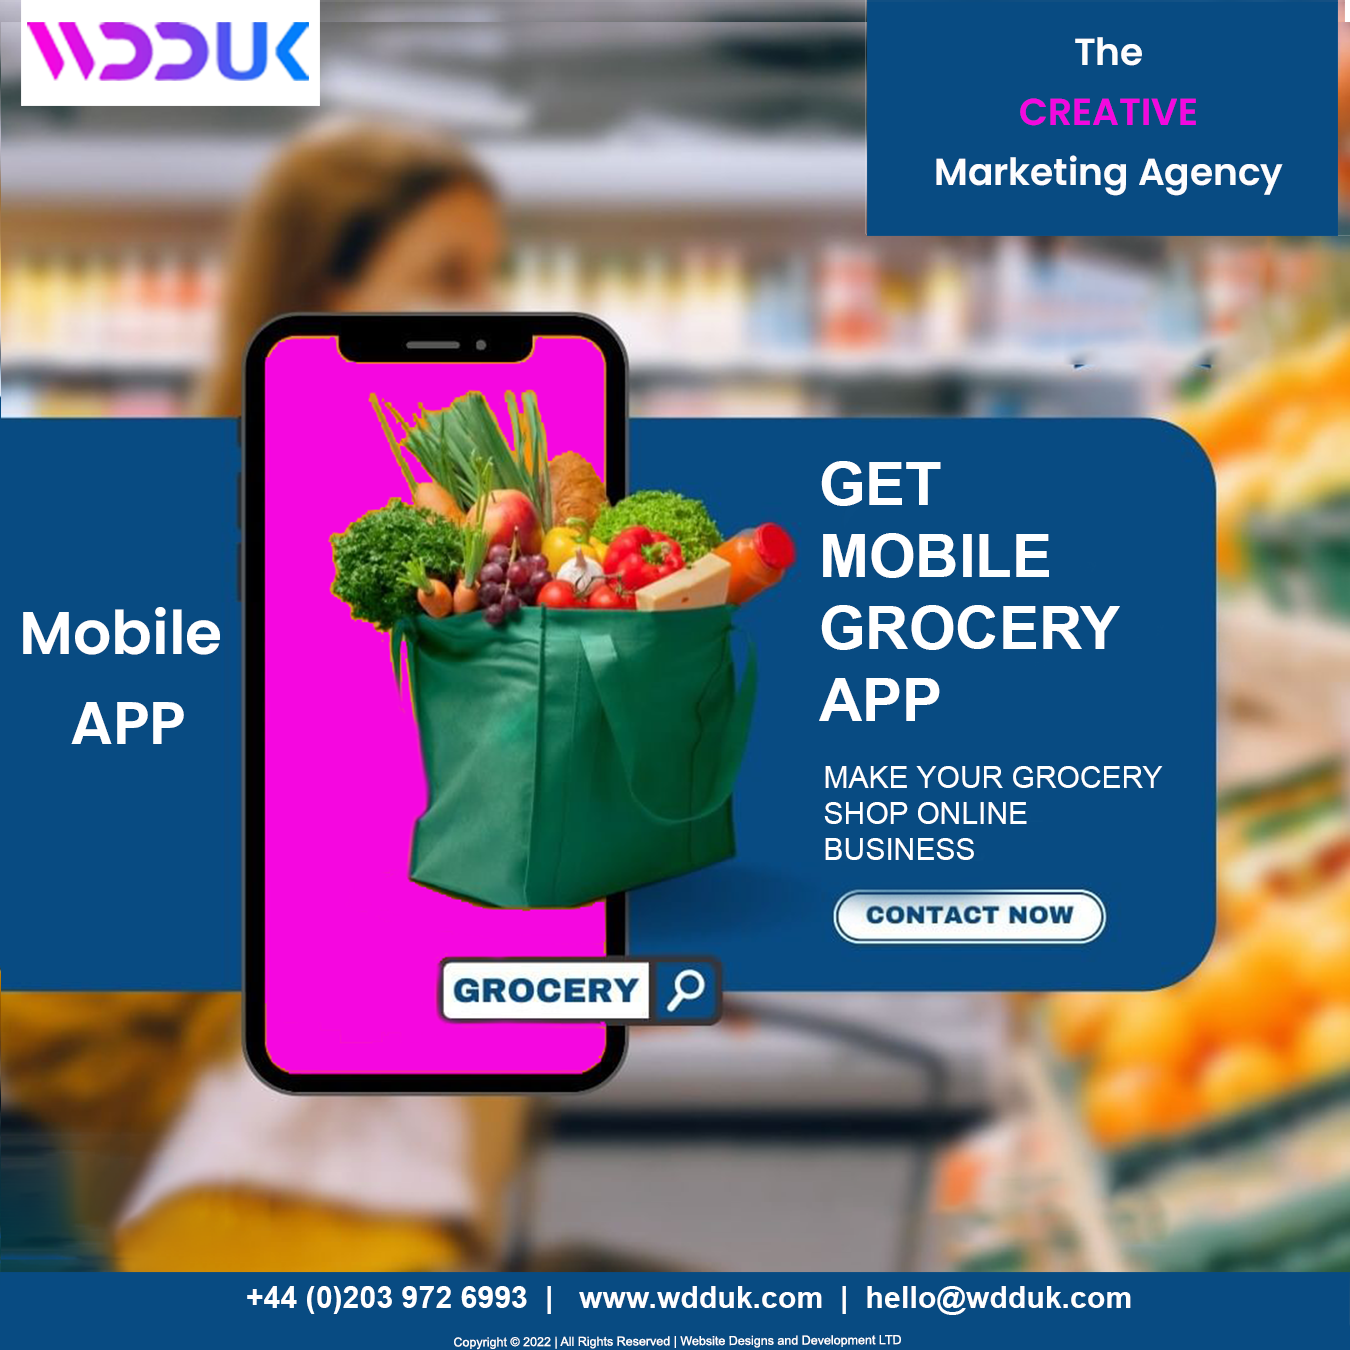 WDDUK
The
CREATIVE
Marketing Agency
Mobile
APP
GET
MOBILE
GROCERY
APP
MAKE YOUR GROCERY
SHOP ONLINE
BUSINESS
CONTACT NOW
GROCERY
+44 (0)203 972 6993 | www.wdduk.com | hello@wdduk.com
Copyright © 2022 | All Rights Reserved | Website Designs and Development LTD